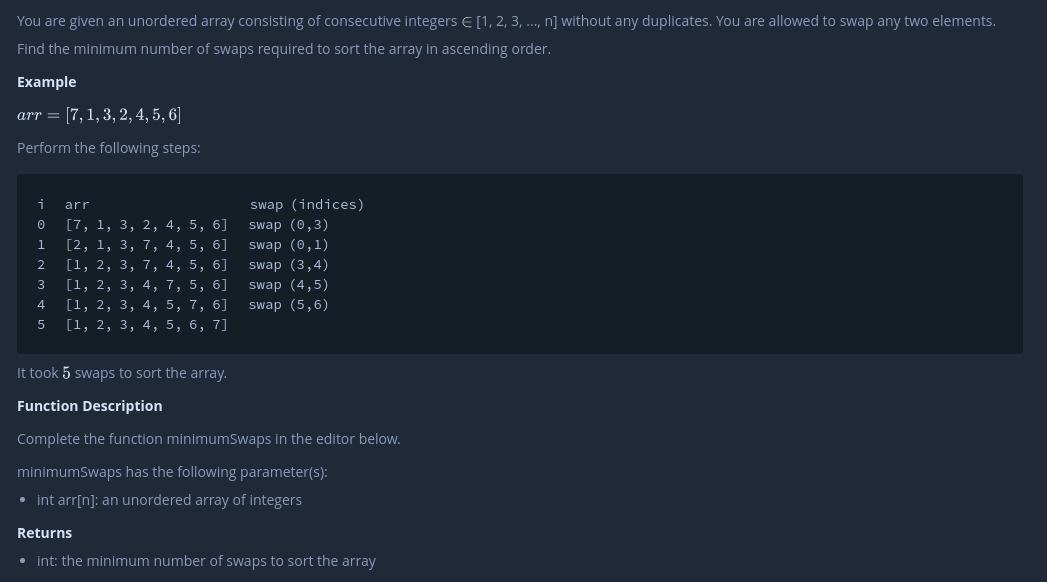 You are given an unordered array consisting of consecutive integers ∈ [1, 2, 3, ..., n] without any duplicates. You are allowed to swap any two elements.
Find the minimum number of swaps required to sort the array in ascending order.
Example
arr = [7, 1, 3, 2, 4, 5, 6]
Perform the following steps:
i   arr                     swap (indices)
0   [7, 1, 3, 2, 4, 5, 6]   swap (0,3)
1   [2, 1, 3, 7, 4, 5, 6]   swap (0,1)
2   [1, 2, 3, 7, 4, 5, 6]   swap (3,4)
3   [1, 2, 3, 4, 7, 5, 6]   swap (4,5)
4   [1, 2, 3, 4, 5, 7, 6]   swap (5,6)
5   [1, 2, 3, 4, 5, 6, 7]
It took 5 swaps to sort the array.
Function Description
Complete the function minimumSwaps in the editor below.
minimumSwaps has the following parameter(s):
• int arr[n]: an unordered array of integers
Returns
• int: the minimum number of swaps to sort the array